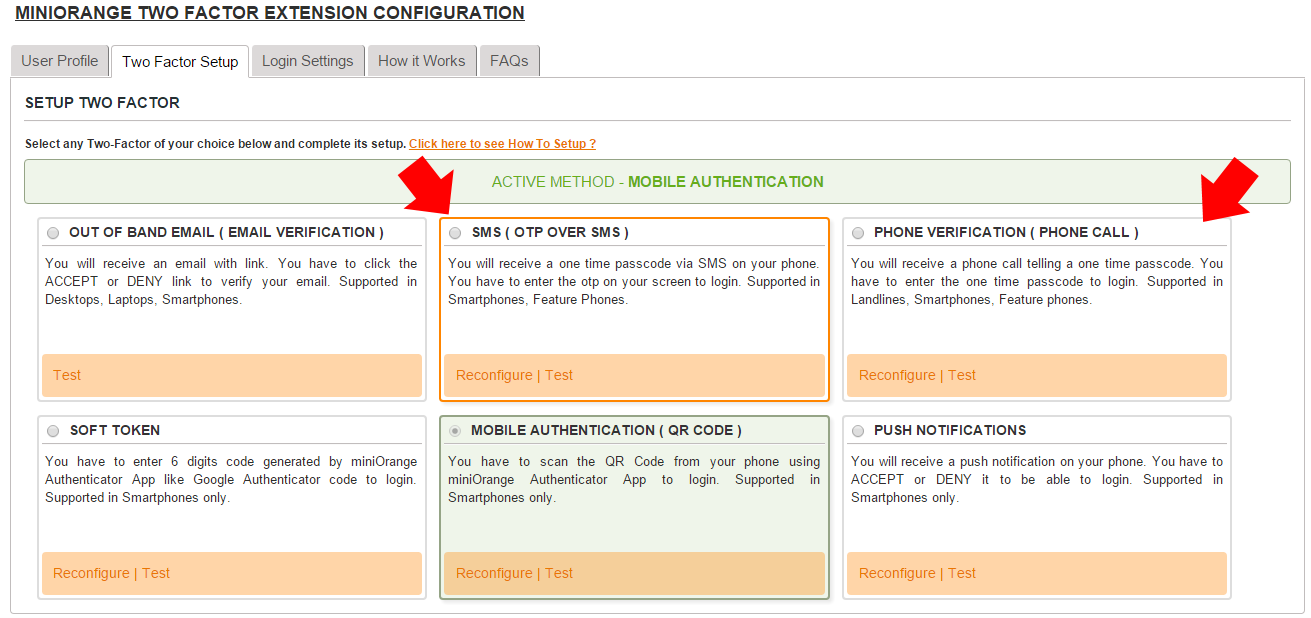 MINIORANGE TWO FACTOR EXTENSION CONFIGURATION
User Profile
Two Factor Setup
Login Settings
How it Works
FAQs
SETUP TWO FACTOR
Select any Two-Factor of your choice below and complete its setup. Click here to see How To Setup ?
ACTIVE METHOD - MOBILE AUTHENTICATION
OUT OF BAND EMAIL ( EMAIL VERIFICATION )
You will receive an email with link. You have to click the
ACCEPT or DENY link to verify your email. Supported in
Desktops, Laptops, Smartphones.
Test
SMS ( OTP OVER SMS )
You will receive a one time passcode via SMS on your phone.
You have to enter the otp on your screen to login. Supported in
Smartphones, Feature Phones.
Reconfigure | Test
PHONE VERIFICATION ( PHONE CALL )
You will receive a phone call telling a one time passcode. You
have to enter the one time passcode to login. Supported in
Landlines, Smartphones, Feature phones.
Reconfigure | Test
SOFT TOKEN
You have to enter 6 digits code generated by miniOrange
Authenticator App like Google Authenticator code to login.
Supported in Smartphones only.
Reconfigure | Test
MOBILE AUTHENTICATION ( QR CODE )
You have to scan the QR Code from your phone using
miniOrange Authenticator App to login. Supported in
Smartphones only.
Reconfigure | Test
PUSH NOTIFICATIONS
You will receive a push notification on your phone. You have to
ACCEPT or DENY it to be able to login. Supported in
Smartphones only.
Reconfigure | Test